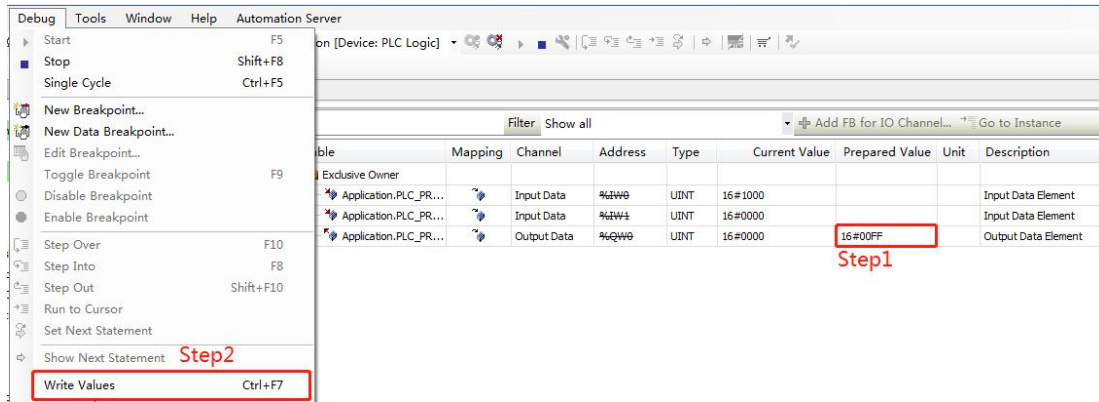 Debug Tools Window Help Automation Server
Start F5
on [Device: PLC Logic]
Stop Shift+F8
Single Cycle Ctrl+F5
New Breakpoint...
New Data Breakpoint...
Edit Breakpoint...
Toggle Breakpoint F9
Disable Breakpoint
Enable Breakpoint
Step Over F10
Step Into F8
Step Out Shift+F10
Run to Cursor
Set Next Statement
Show Next Statement
Step2
Write Values Ctrl+F7
Filter Show all Add FB for IO Channel... Go to Instance
ble Mapping Channel Address Type Current Value Prepared Value Unit Description
Exclusive Owner
Application.PLC_PR... Input Data %IW0 UINT 16#1000 Input Data Element
Application.PLC_PR... Input Data %IW1 UINT 16#0000 Input Data Element
Application.PLC_PR... Output Data %QW0 UINT 16#0000 16#00FF Output Data Element
Step1